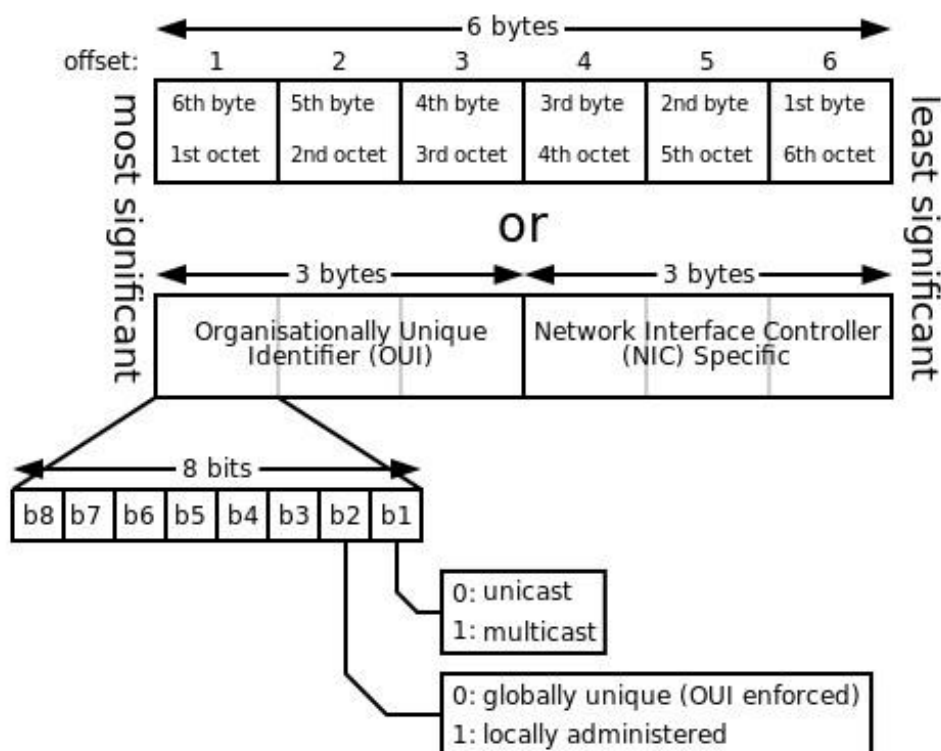 6 bytes
offset: 1 2 3 4 5 6
most significant
6th byte 5th byte 4th byte 3rd byte 2nd byte 1st byte
1st octet 2nd octet 3rd octet 4th octet 5th octet 6th octet
least significant
or
3 bytes 3 bytes
Organisationally Unique
Identifier (OUI)
Network Interface Controller
(NIC) Specific
8 bits
b8 b7 b6 b5 b4 b3 b2 b1
0: unicast
1: multicast
0: globally unique (OUI enforced)
1: locally administered